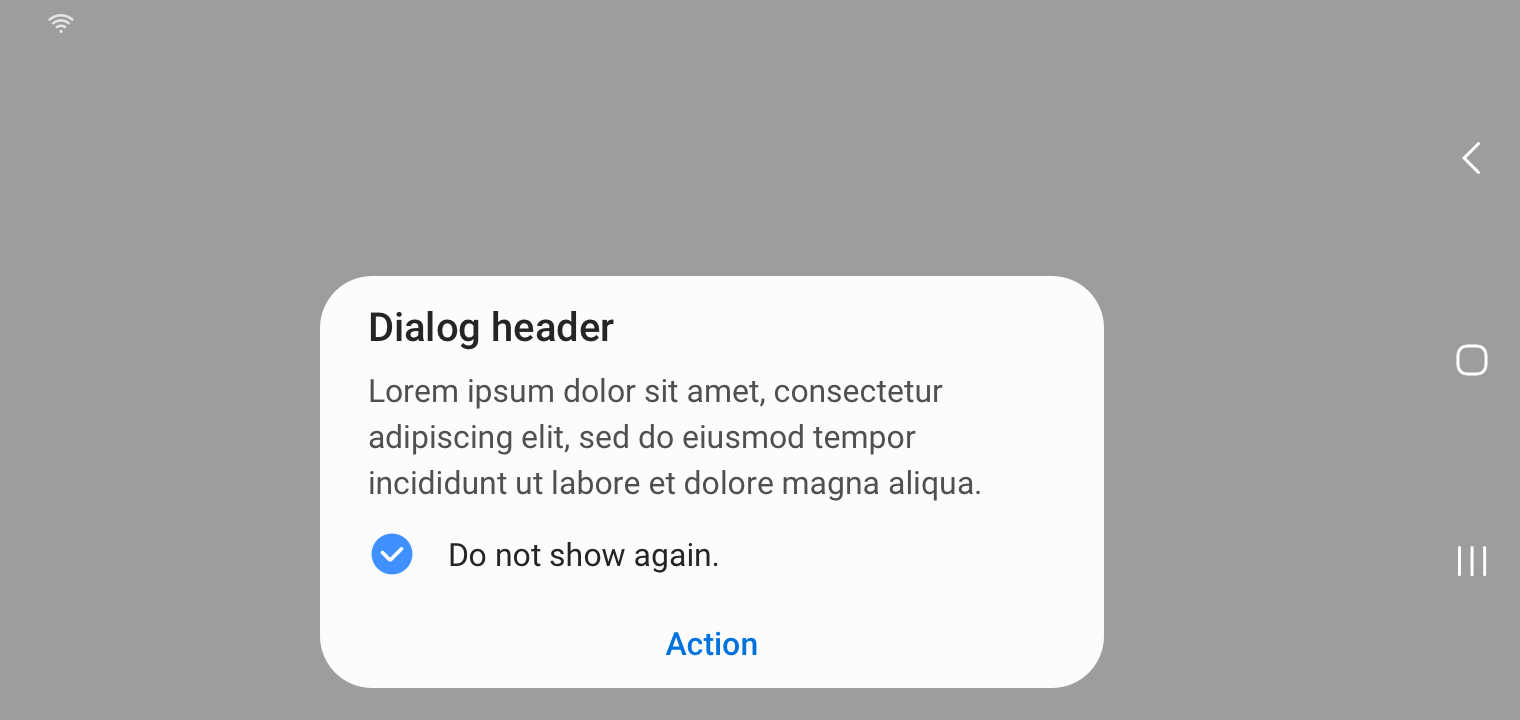 Dialog header
Lorem ipsum dolor sit amet, consectetur
adipiscing elit, sed do eiusmod tempor
incididunt ut labore et dolore magna aliqua.
Do not show again.
Action